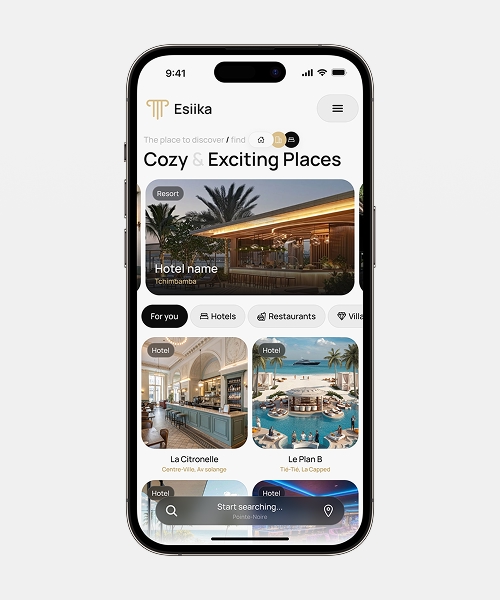 9:41
Esiika
The place to discover / find
Cozy & Exciting Places
Resort
Hotel name
Tchimbamba
For you
Hotels
Restaurants
Villa
Hotel
Hotel
La Citronelle
Centre-Ville, Av solongo
Le Plan B
Tié-Tié, La Capped
Hotel
Hotel
Start searching...
Pointe-Noire